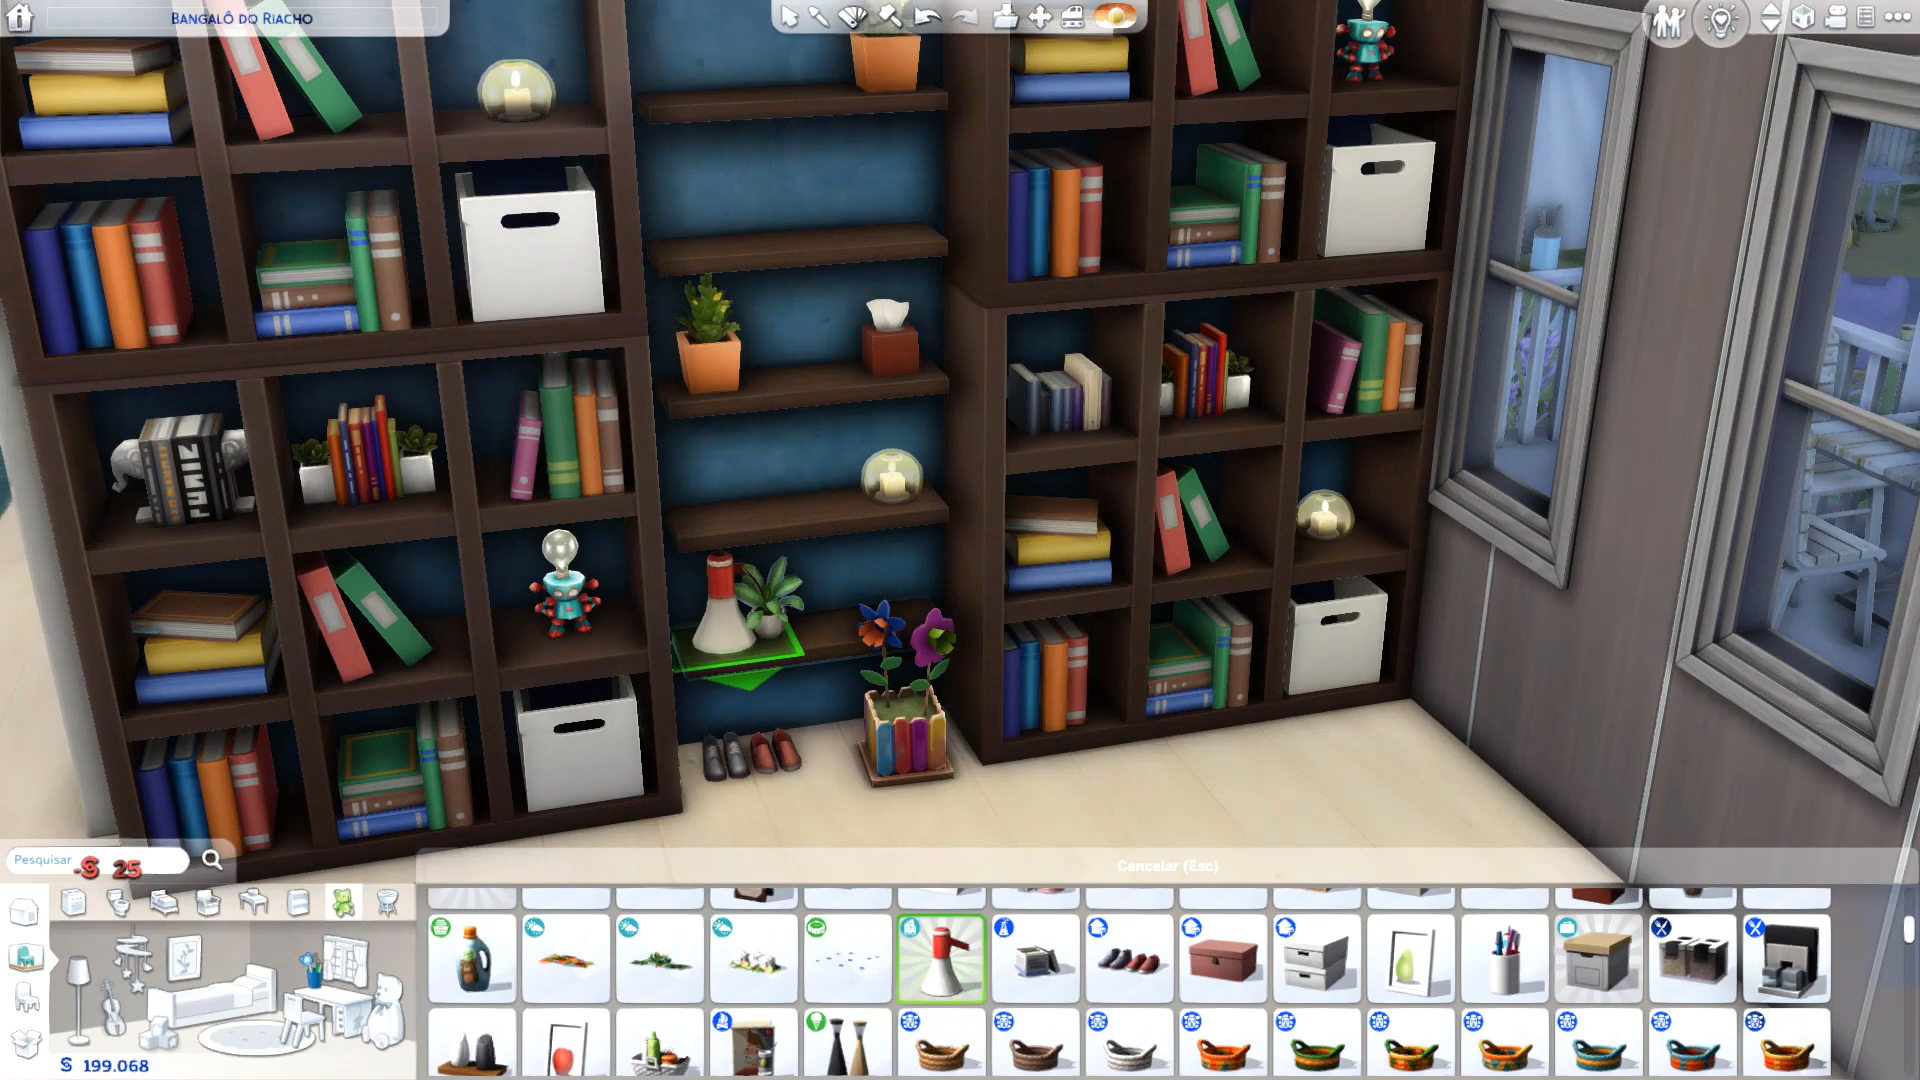 Bangalô do Riacho
Pesquisar
-§ 25
Cancelar (Esc)
§ 199.068